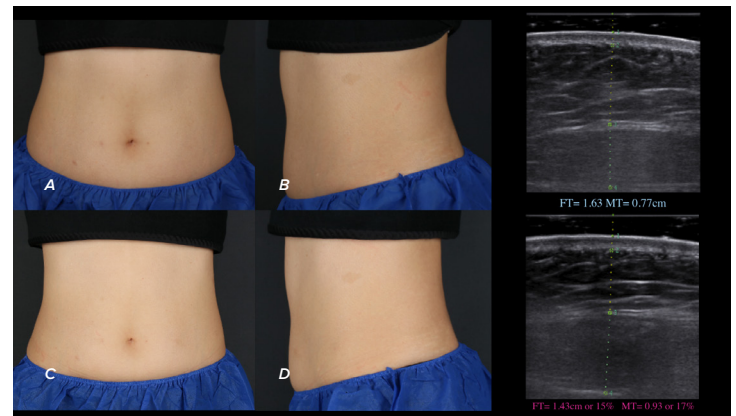 A
B
FT= 1.63 MT= 0.77cm
C
D
FT= 1.43cm or 15% MT= 0.93 or 17%